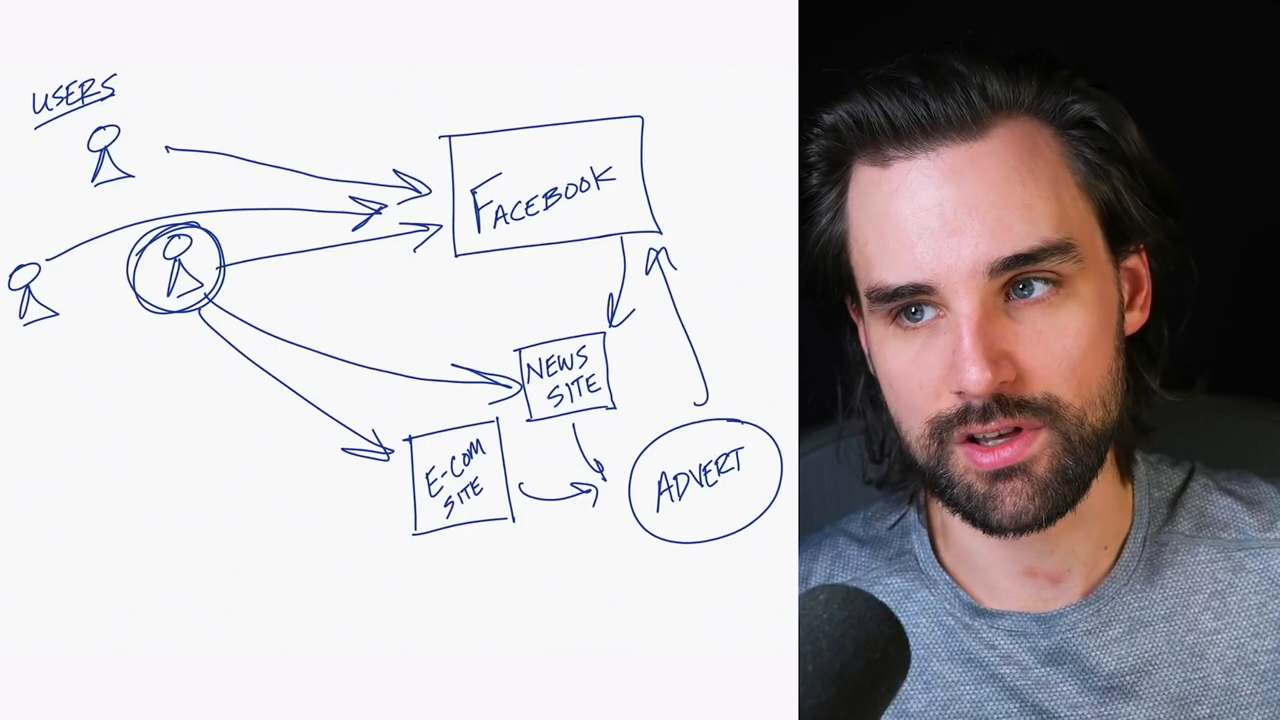 USERS
FACEBOOK
NEWS
SITE
E-COM
SITE
ADVERT